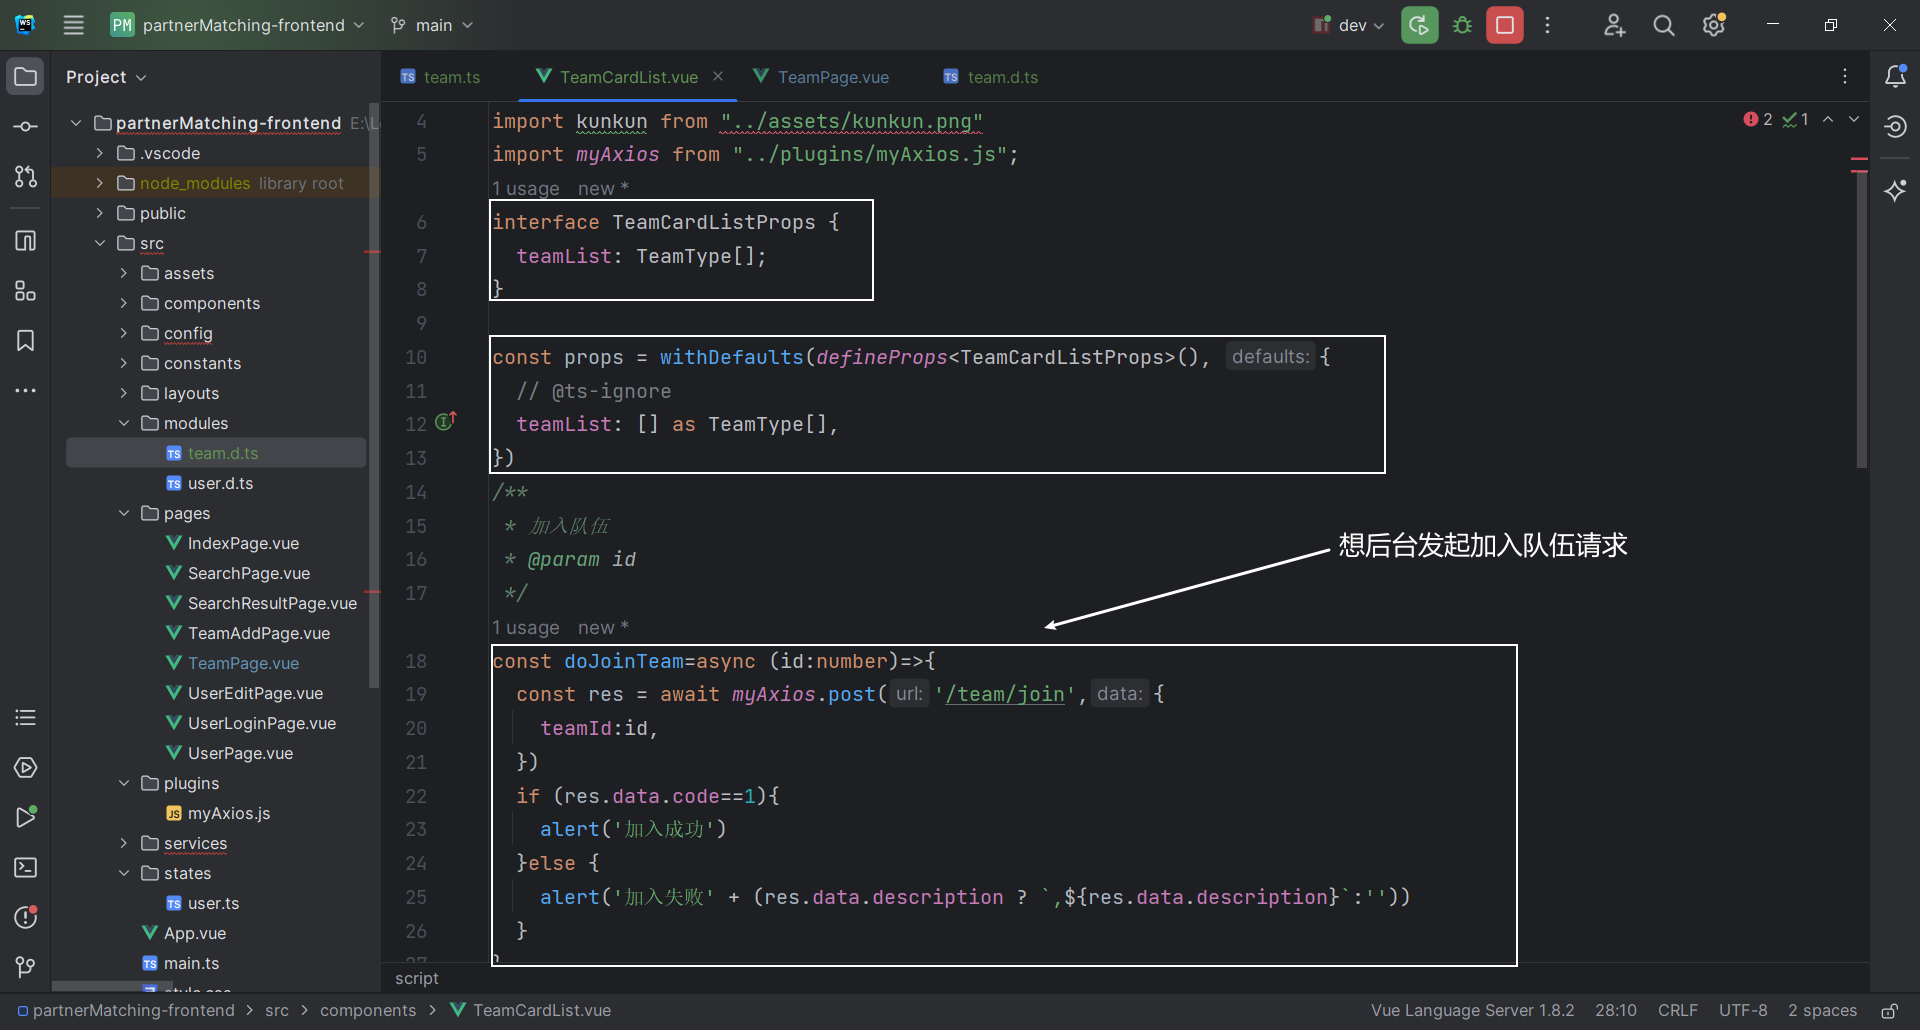 WS
PM partnerMatching-frontend
main
dev
Project
team.ts
TeamCardList.vue
TeamPage.vue
team.d.ts
partnerMatching-frontend E:\L
.vscode
node_modules library root
public
src
assets
components
config
constants
layouts
modules
team.d.ts
user.d.ts
pages
IndexPage.vue
SearchPage.vue
SearchResultPage.vue
TeamAddPage.vue
TeamPage.vue
UserEditPage.vue
UserLoginPage.vue
UserPage.vue
plugins
myAxios.js
services
states
user.ts
App.vue
main.ts
style.css
2 1
4 import kunkun from "../assets/kunkun.png"
5 import myAxios from "../plugins/myAxios.js";
1 usage new *
6 interface TeamCardListProps {
7 teamList: TeamType[];
8 }
9
10 const props = withDefaults(defineProps<TeamCardListProps>(), defaults: {
11 // @ts-ignore
12 teamList: [] as TeamType[],
13 })
14 /**
15 * 加入队伍
16 * @param id
17 */
想后台发起加入队伍请求
1 usage new *
18 const doJoinTeam=async (id:number)=>{
19 const res = await myAxios.post( url: '/team/join', data: {
20 teamId:id,
21 })
22 if (res.data.code==1){
23 alert('加入成功')
24 }else {
25 alert('加入失败' + (res.data.description ? `,${res.data.description}`:''))
26 }
27 }
script
partnerMatching-frontend > src > components > TeamCardList.vue
Vue Language Server 1.8.2 28:10 CRLF UTF-8 2 spaces